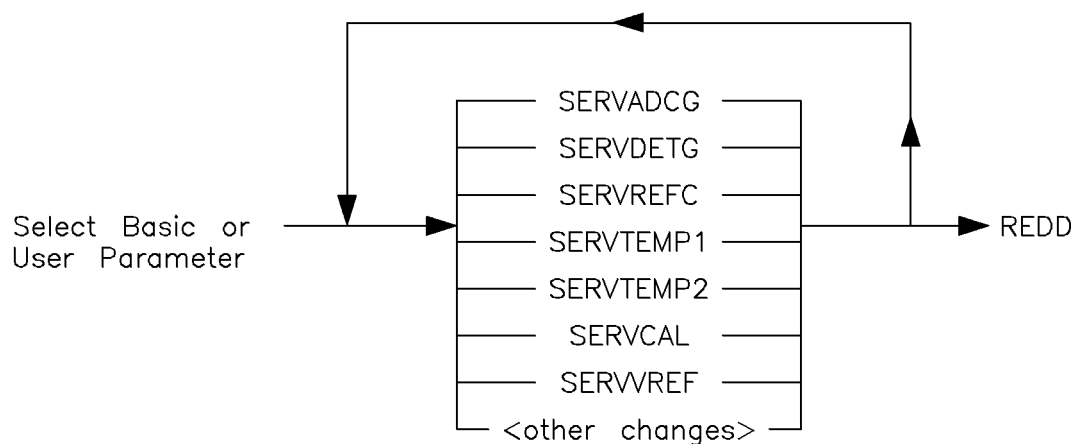 SERVADCG
SERVDETG
SERVREFC
Select Basic or
User Parameter
SERVTEMP1
REDD
SERVTEMP2
SERVCAL
SERVVREF
<other changes>